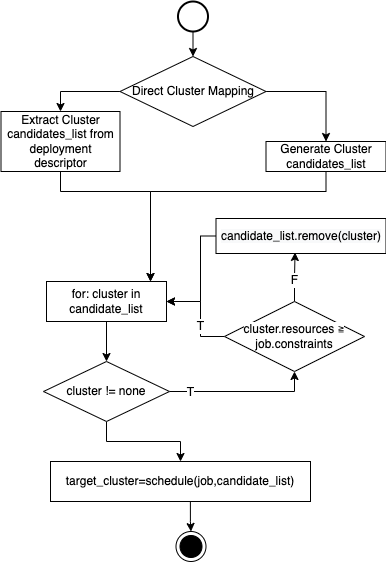 Direct Cluster Mapping
Extract Cluster
candidates_list from
deployment
descriptor
Generate Cluster
candidates_list
candidate_list.remove(cluster)
for: cluster in
candidate_list
F
T
cluster.resources ≥
job.constraints
cluster != none
T
target_cluster=schedule(job,candidate_list)